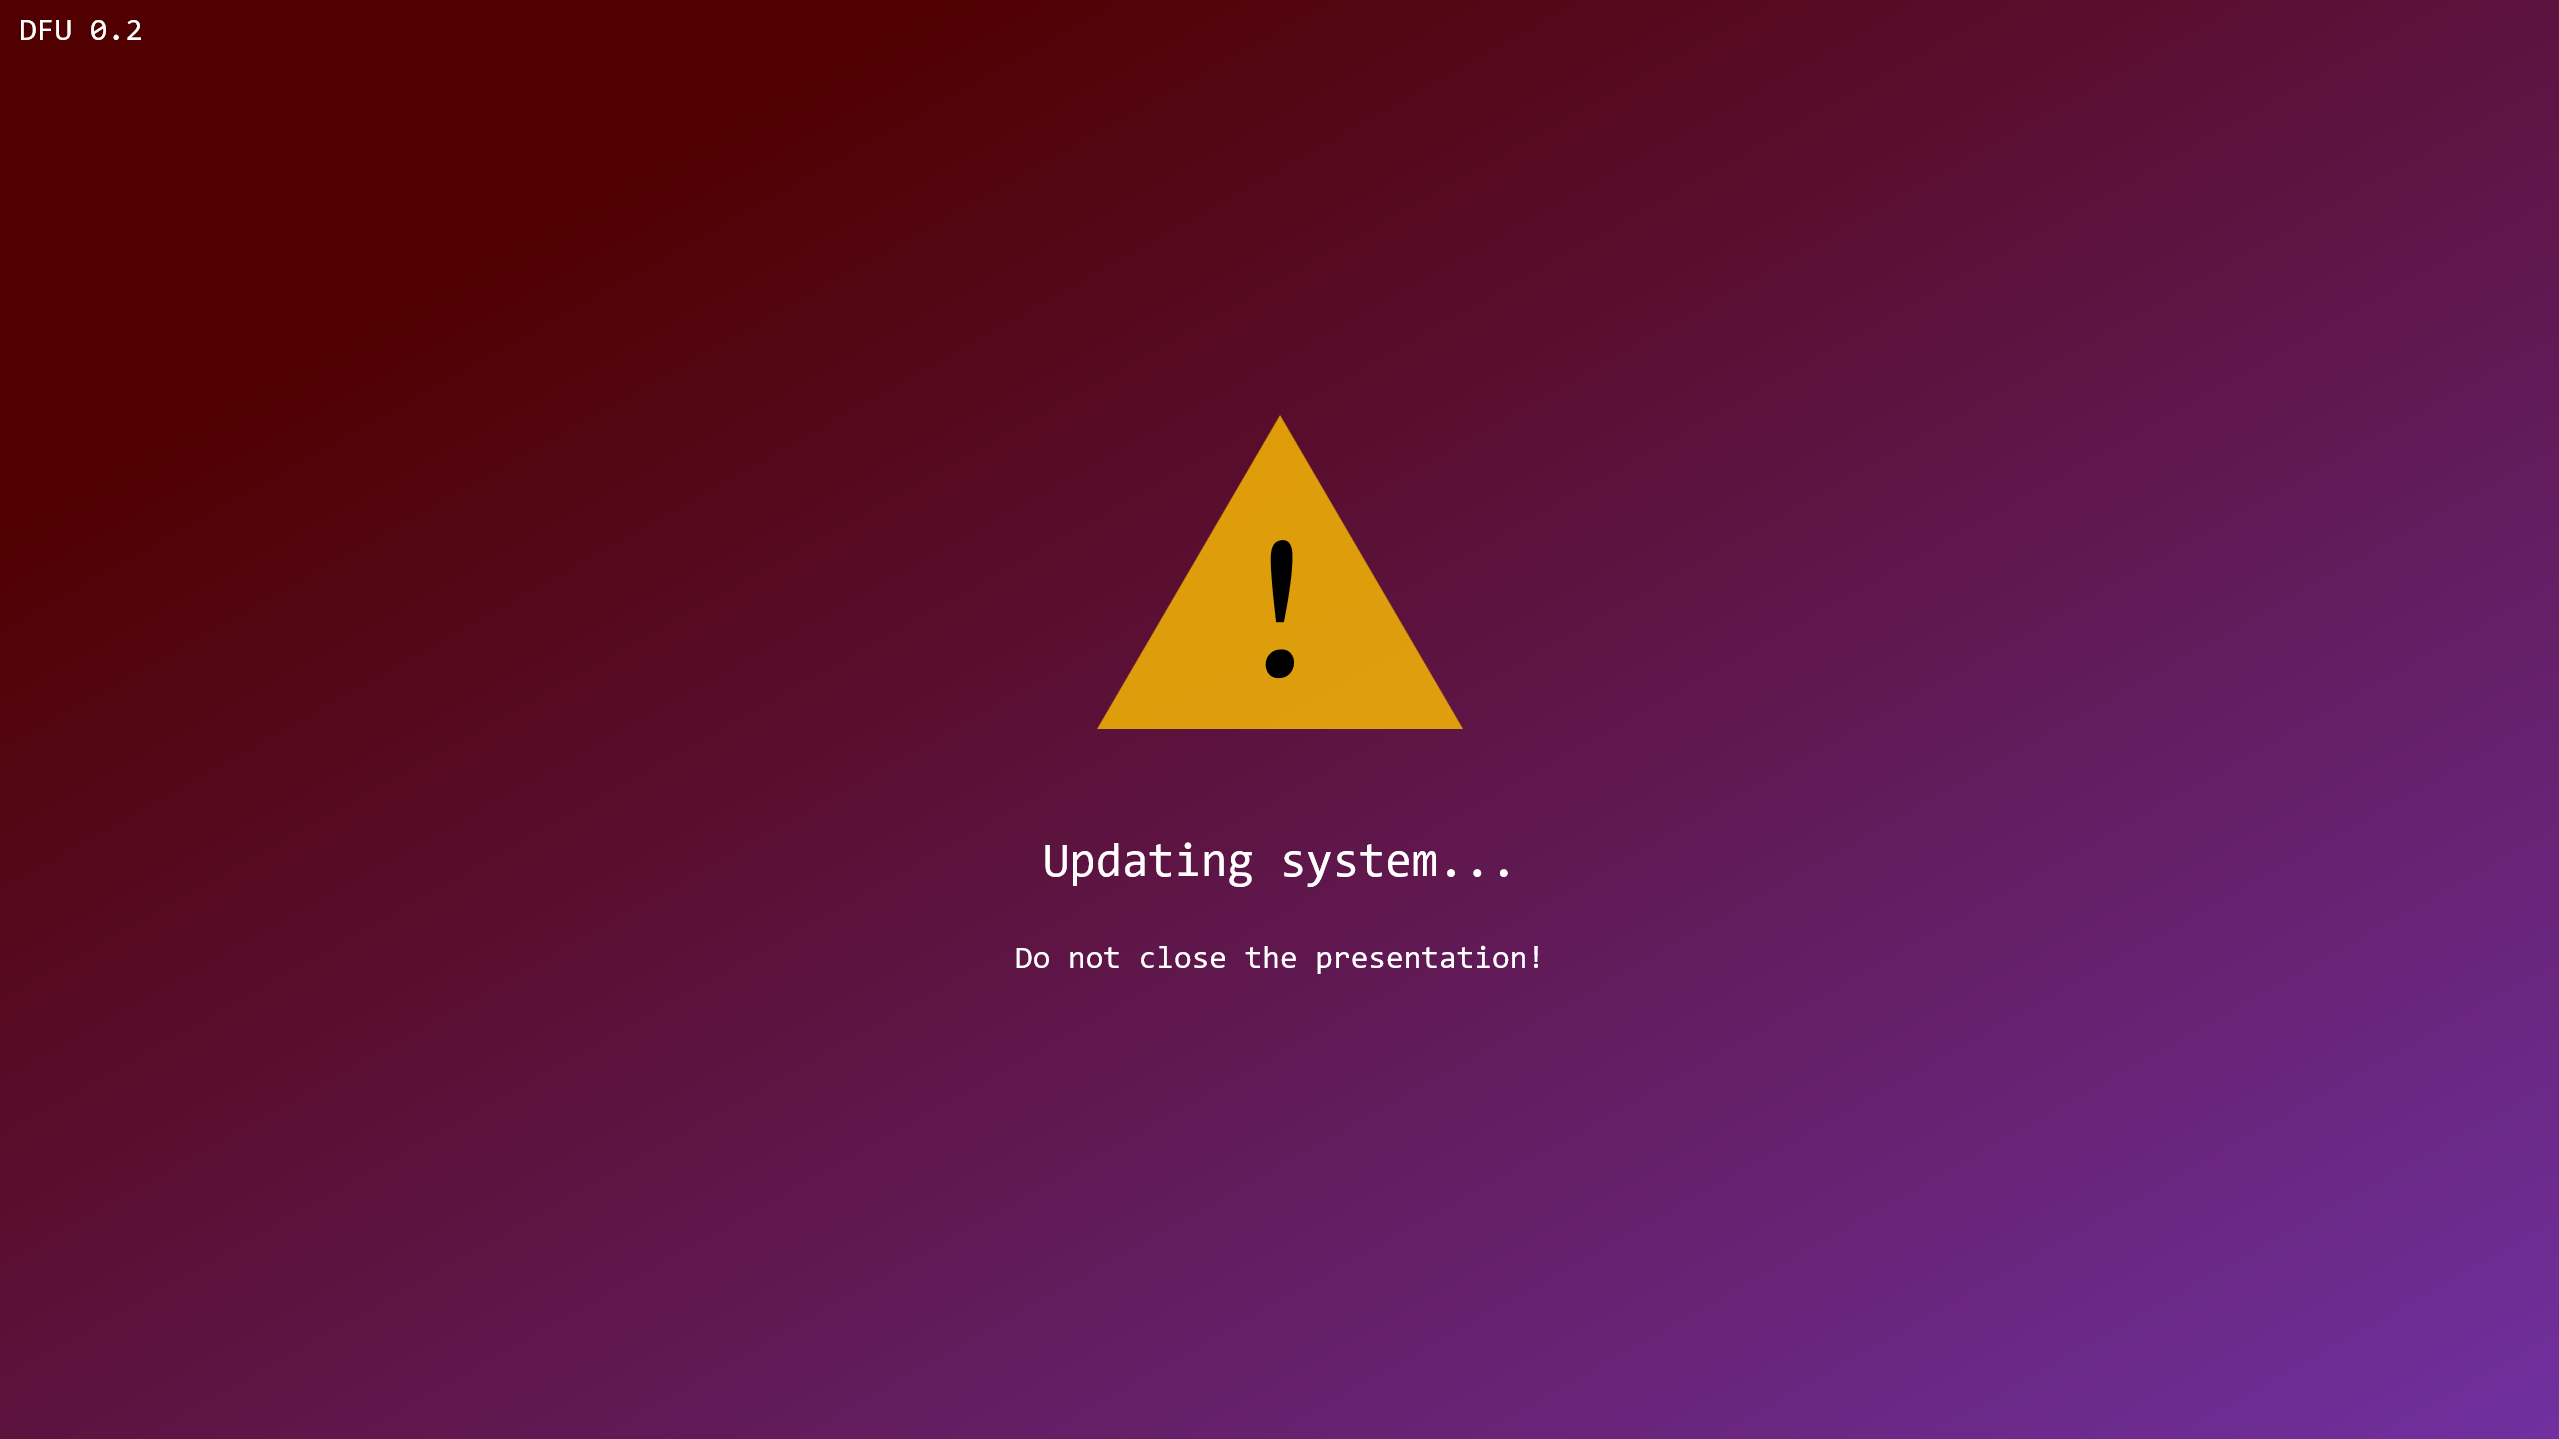 DFU 0.2
!
Updating system...
Do not close the presentation!